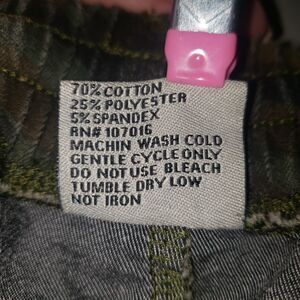 70% COTTON
25% POLYESTER
5% SPANDEX
RN# 107016
MACHIN WASH COLD
GENTLE CYCLE ONLY
DO NOT USE BLEACH
TUMBLE DRY LOW
NOT IRON